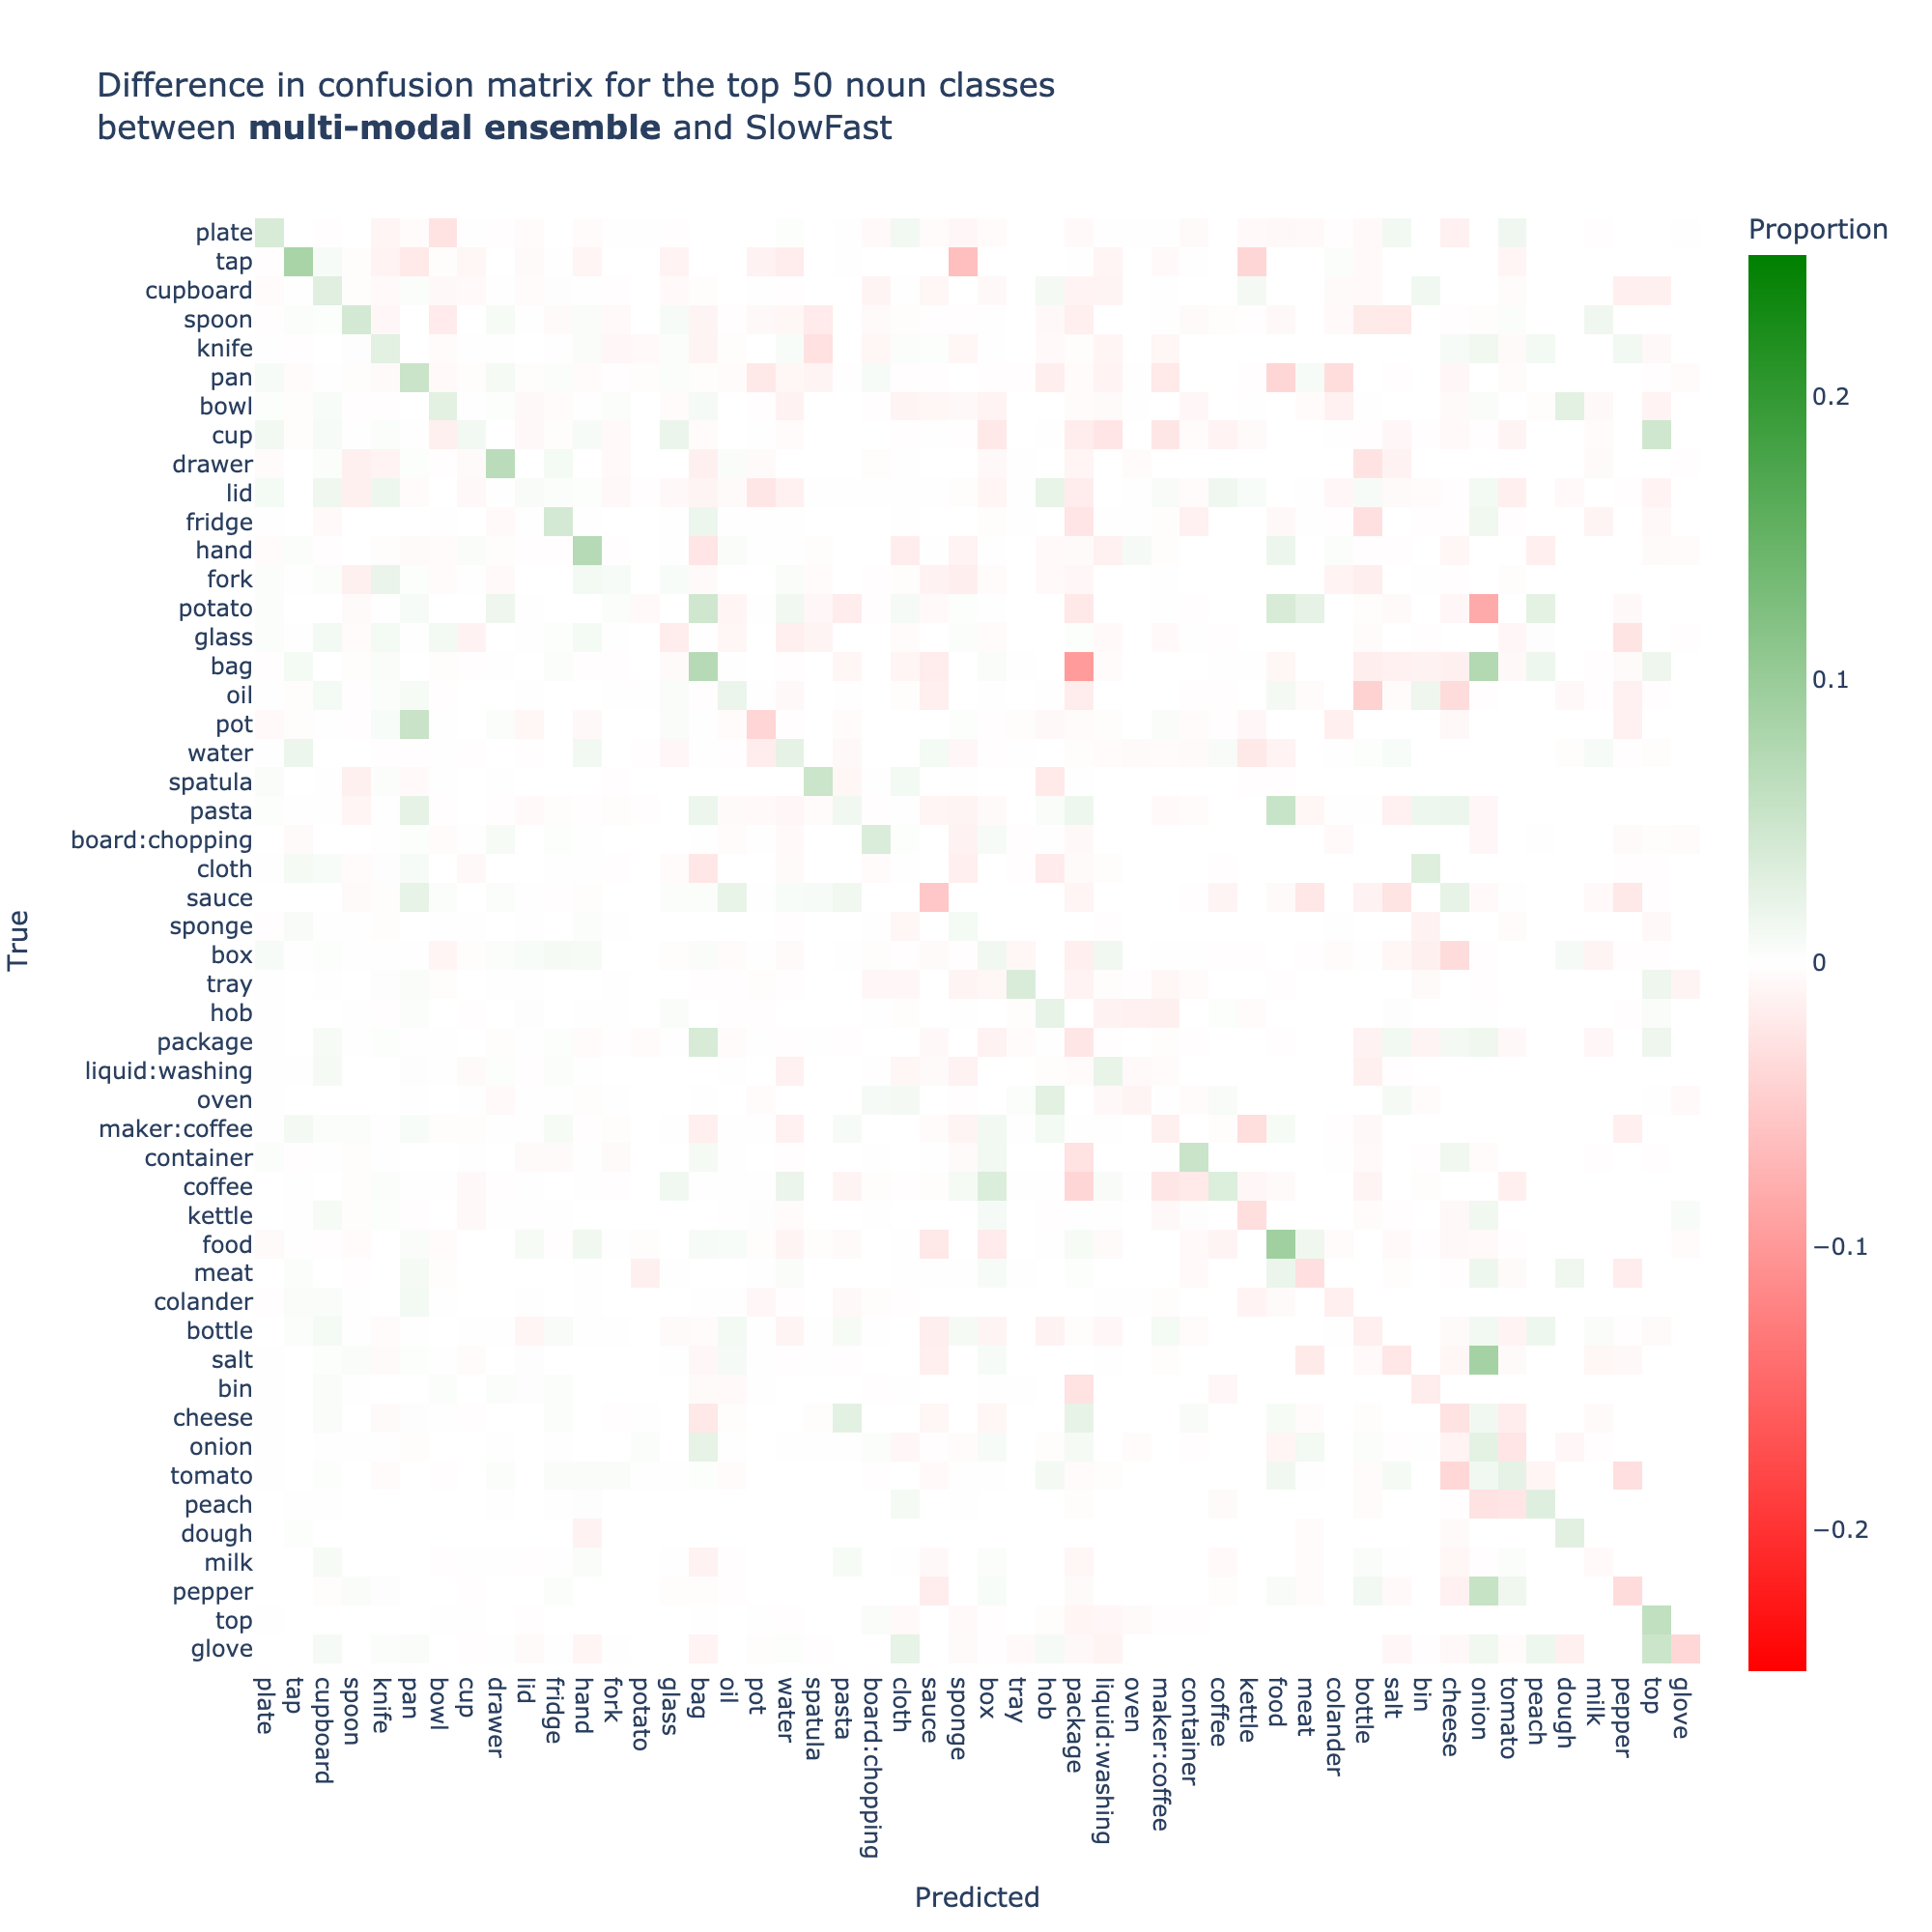 Difference in confusion matrix for the top 50 noun classes
between multi-modal ensemble and SlowFast
Proportion
plate
tap
cupboard
spoon
knife
pan
bowl
cup
drawer
lid
fridge
hand
fork
potato
glass
bag
oil
pot
water
spatula
pasta
board:chopping
cloth
sauce
sponge
box
tray
hob
package
liquid:washing
oven
maker:coffee
container
coffee
kettle
food
meat
colander
bottle
salt
bin
cheese
onion
tomato
peach
dough
milk
pepper
top
glove
True
0.2
0.1
0
−0.1
−0.2
plate
tap
cupboard
spoon
knife
pan
bowl
cup
drawer
lid
fridge
hand
fork
potato
glass
bag
oil
pot
water
spatula
pasta
board:chopping
cloth
sauce
sponge
box
tray
hob
package
liquid:washing
oven
maker:coffee
container
coffee
kettle
food
meat
colander
bottle
salt
bin
cheese
onion
tomato
peach
dough
milk
pepper
top
glove
Predicted